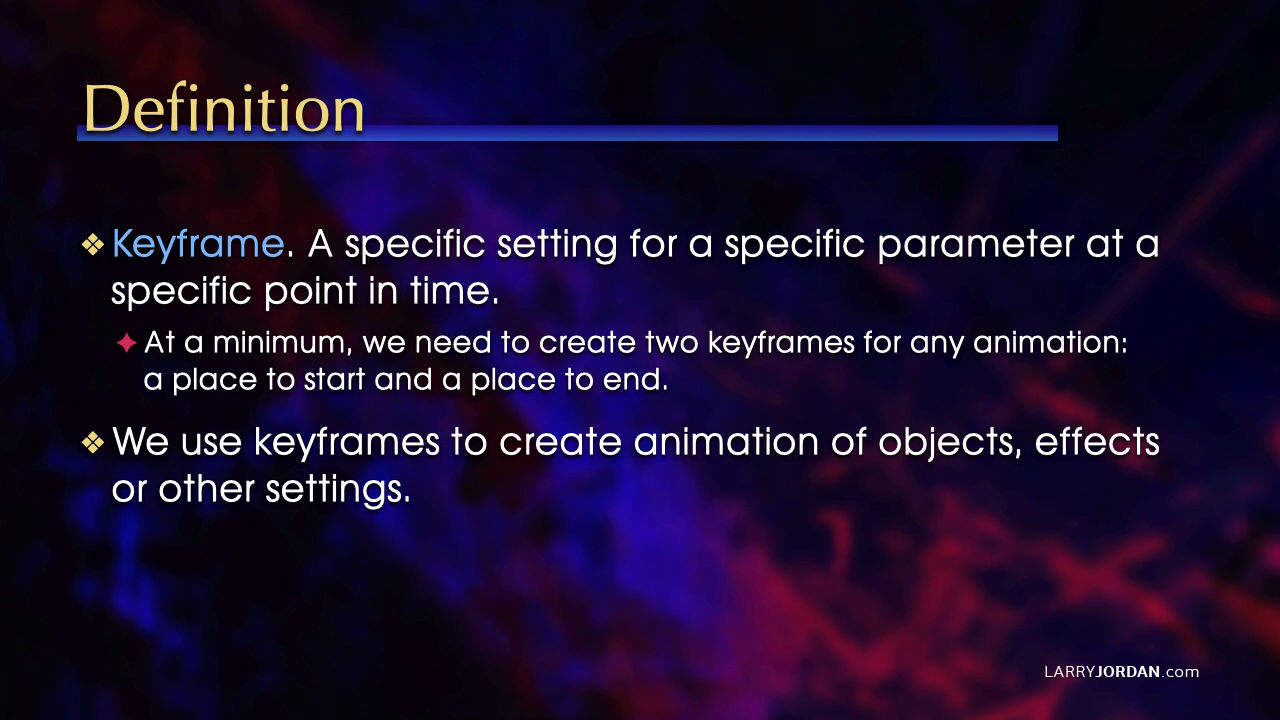 Definition
❖ Keyframe. A specific setting for a specific parameter at a
specific point in time.
✦ At a minimum, we need to create two keyframes for any animation:
a place to start and a place to end.
❖ We use keyframes to create animation of objects, effects
or other settings.
LARRYJORDAN.com